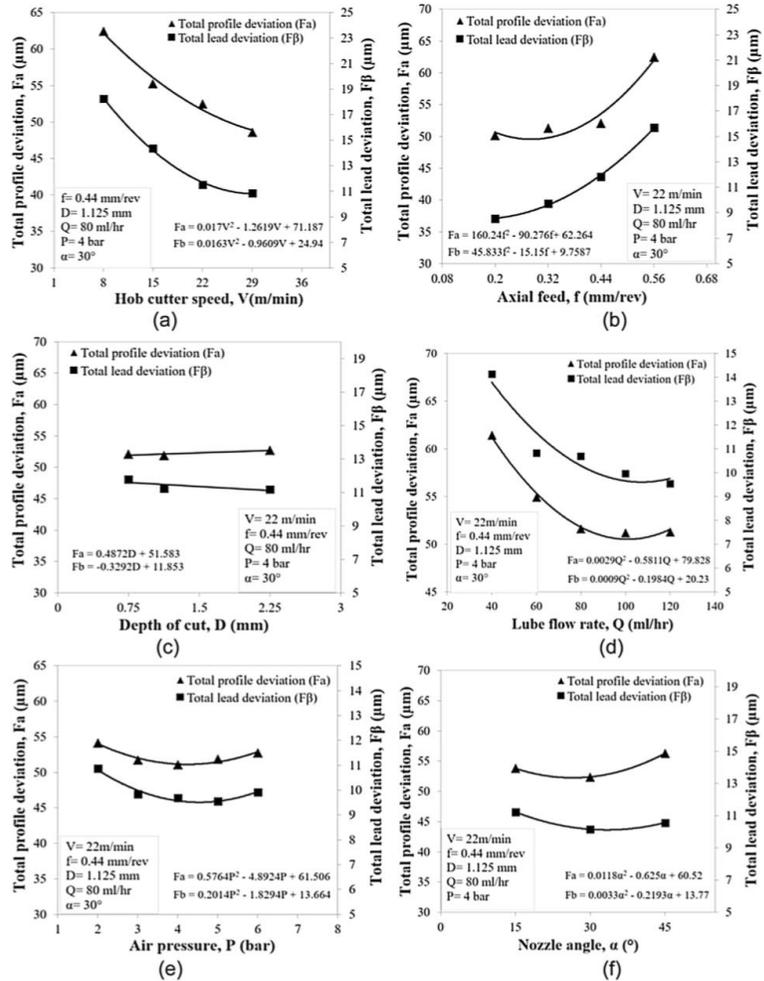 Total profile deviation, Fa (µm)
65
60
55
50
45
40
35
30
▲ Total profile deviation (Fa)
■ Total lead deviation (Fβ)
f= 0.44 mm/rev
D= 1.125 mm
Q= 80 ml/hr
P= 4 bar
α= 30°
Fa = 0.017V² - 1.2619V + 71.187
Fb = 0.0163V² - 0.9609V + 24.94
25
23
21
19
17
15
13
11
9
7
5
Total lead deviation, Fβ (µm)
1 8 15 22 29 36
Hob cutter speed, V(m/min)
(a)
Total profile deviation, Fa (µm)
70
65
60
55
50
45
40
35
30
▲ Total profile deviation (Fa)
■ Total lead deviation (Fβ)
V= 22 m/min
D= 1.125 mm
Q= 80 ml/hr
P= 4 bar
α= 30°
Fa = 160.24f² - 90.276f+ 62.264
Fb = 45.833f² - 15.15f + 9.7587
25
23
21
19
17
15
13
11
9
7
5
Total lead deviation, Fβ (µm)
0.08 0.2 0.32 0.44 0.56 0.68
Axial feed, f (mm/rev)
(b)
Total profile deviation, Fa (µm)
70
65
60
55
50
45
40
35
30
▲ Total profile deviation (Fa)
■ Total lead deviation (Fβ)
V= 22 m/min
f= 0.44 mm/rev
Q= 80 ml/hr
P= 4 bar
α= 30°
Fa = 0.4872D + 51.583
Fb = -0.3292D + 11.853
19
17
15
13
11
9
7
5
Total lead deviation, Fβ (µm)
0 0.75 1.5 2.25 3
Depth of cut, D (mm)
(c)
Total profile deviation, Fa (µm)
70
65
60
55
50
45
▲ Total profile deviation (Fa)
■ Total lead deviation (Fβ)
V= 22m/min
f= 0.44 mm/rev
D= 1.125 mm
P= 4 bar
α= 30°
Fa= 0.0029Q² - 0.5811Q + 79.828
Fb = 0.0009Q² - 0.1984Q + 20.23
15
14
13
12
11
10
9
8
7
6
5
Total lead deviation, Fβ (µm)
20 40 60 80 100 120 140
Lube flow rate, Q (ml/hr)
(d)
Total profile deviation, Fa (µm)
65
60
55
50
45
40
35
30
▲ Total profile deviation (Fa)
■ Total lead deviation (Fβ)
V= 22m/min
f= 0.44 mm/rev
D= 1.125 mm
Q= 80 ml/hr
α= 30°
Fa = 0.5764P² - 4.8924P + 61.506
Fb = 0.2014P² - 1.8294P + 13.664
15
14
13
12
11
10
9
8
7
6
5
Total lead deviation, Fβ (µm)
1 2 3 4 5 6 7 8
Air pressure, P (bar)
(e)
Total profile deviation, Fa (µm)
70
65
60
55
50
45
40
35
30
▲ Total profile deviation (Fa)
■ Total lead deviation (Fβ)
V= 22m/min
f= 0.44 mm/rev
D= 1.125 mm
Q= 80 ml/hr
P= 4 bar
Fa = 0.0118α² - 0.625α + 60.52
Fb = 0.0033α² - 0.2193α + 13.77
19
17
15
13
11
9
7
5
Total lead deviation, Fβ (µm)
0 15 30 45
Nozzle angle, α (°)
(f)